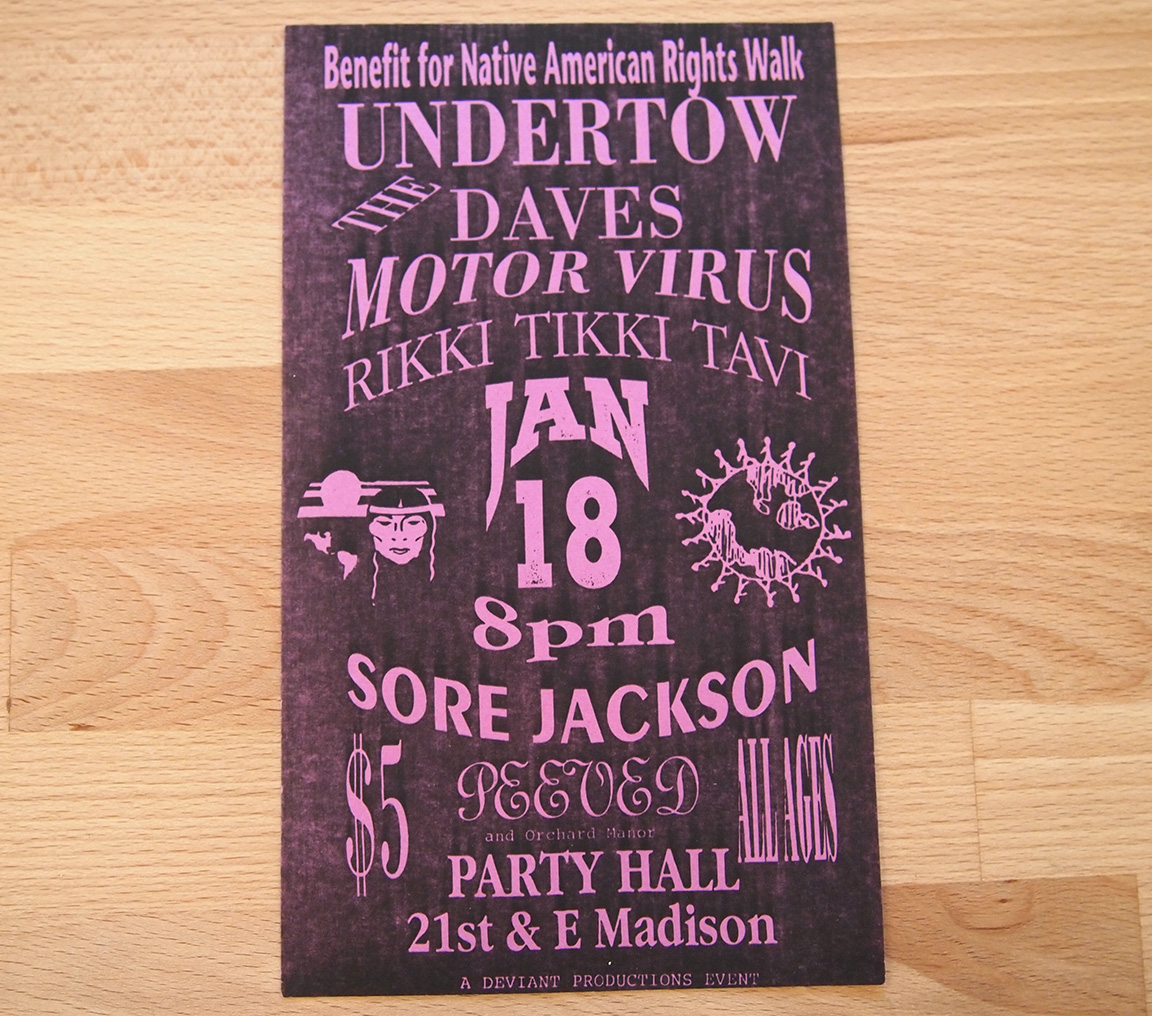 Benefit for Native American Rights Walk
UNDERTOW
THE DAVES
MOTOR VIRUS
RIKKI TIKKI TAVI
JAN
18
8pm
SORE JACKSON
$5
PEEVED
ALL AGES
and Orchard Manor
PARTY HALL
21st & E Madison
A DEVIANT PRODUCTIONS EVENT